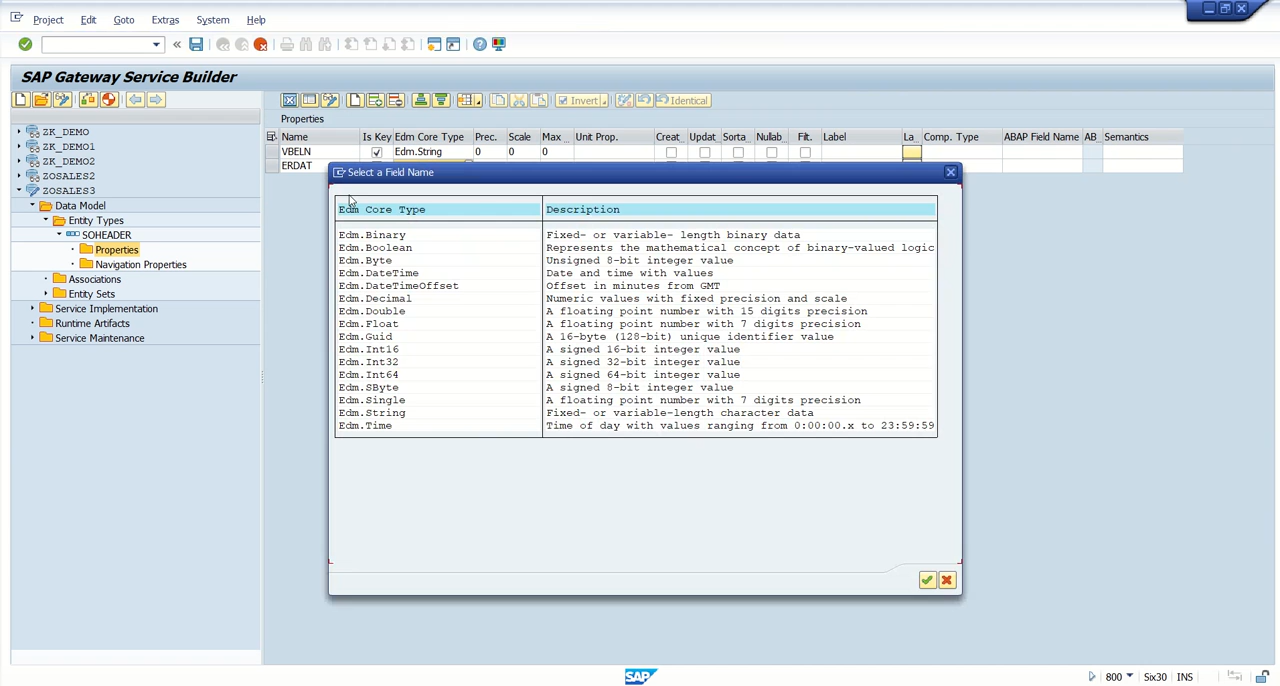 Project Edit Goto Extras System Help
SAP Gateway Service Builder
Invert
Identical
ZK_DEMO
ZK_DEMO1
ZK_DEMO2
ZOSALES2
ZOSALES3
Data Model
Entity Types
SOHEADER
Properties
Navigation Properties
Associations
Entity Sets
Service Implementation
Runtime Artifacts
Service Maintenance
Properties
Name Is Key Edm Core Type Prec. Scale Max Unit Prop. Creat Updat Sorta Nullab Filt. Label La... Comp. Type ABAP Field Name AB Semantics
VBELN Edm.String 0 0 0
ERDAT
Select a Field Name
Edm Core Type Description
Edm.Binary Fixed- or variable- length binary data
Edm.Boolean Represents the mathematical concept of binary-valued logic
Edm.Byte Unsigned 8-bit integer value
Edm.DateTime Date and time with values
Edm.DateTimeOffset Offset in minutes from GMT
Edm.Decimal Numeric values with fixed precision and scale
Edm.Double A floating point number with 15 digits precision
Edm.Float A floating point number with 7 digits precision
Edm.Guid A 16-byte (128-bit) unique identifier value
Edm.Int16 A signed 16-bit integer value
Edm.Int32 A signed 32-bit integer value
Edm.Int64 A signed 64-bit integer value
Edm.SByte A signed 8-bit integer value
Edm.Single A floating point number with 7 digits precision
Edm.String Fixed- or variable-length character data
Edm.Time Time of day with values ranging from 0:00:00.x to 23:59:59
SAP
800 Six30 INS